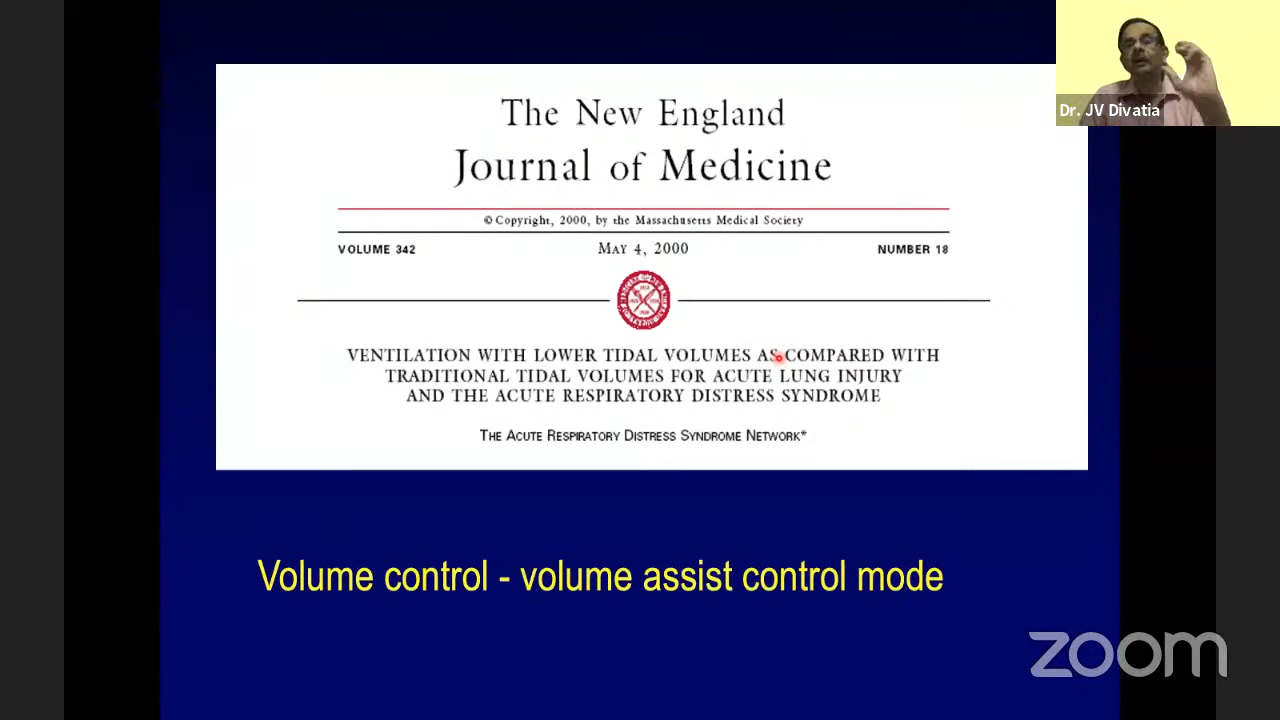 The New England
Journal of Medicine
© Copyright, 2000, by the Massachusetts Medical Society
VOLUME 342
MAY 4, 2000
NUMBER 18
VENTILATION WITH LOWER TIDAL VOLUMES AS COMPARED WITH
TRADITIONAL TIDAL VOLUMES FOR ACUTE LUNG INJURY
AND THE ACUTE RESPIRATORY DISTRESS SYNDROME
THE ACUTE RESPIRATORY DISTRESS SYNDROME NETWORK*
Volume control - volume assist control mode
Dr. JV Divatia
zoom